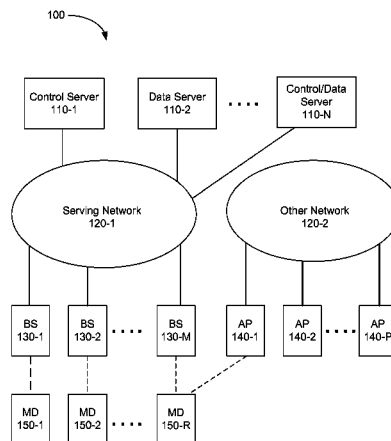 100
Control Server
110-1
Data Server
110-2
Control/Data
Server
110-N
Serving Network
120-1
Other Network
120-2
BS
130-1
BS
130-2
BS
130-M
AP
140-1
AP
140-2
AP
140-P
MD
150-1
MD
150-2
MD
150-R